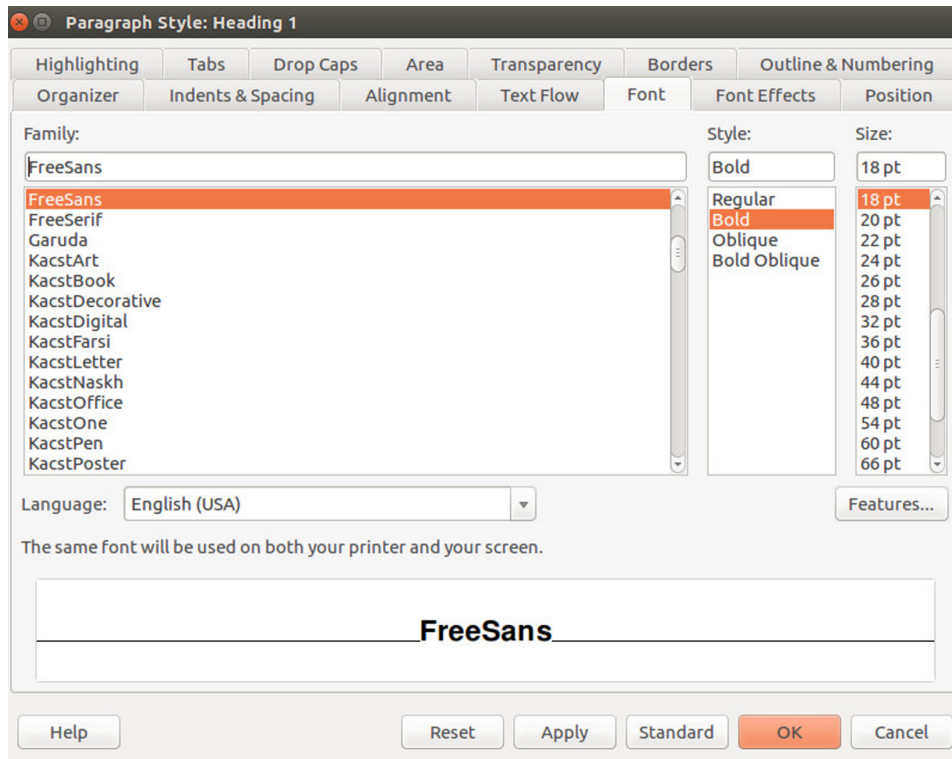 Paragraph Style: Heading 1
Highlighting Tabs Drop Caps Area Transparency Borders Outline & Numbering
Organizer Indents & Spacing Alignment Text Flow Font Font Effects Position
Family: Style: Size:
FreeSans Bold 18 pt
FreeSans Regular 18 pt
FreeSerif Bold 20 pt
Garuda Oblique 22 pt
KacstArt Bold Oblique 24 pt
KacstBook 26 pt
KacstDecorative 28 pt
KacstDigital 32 pt
KacstFarsi 36 pt
KacstLetter 40 pt
KacstNaskh 44 pt
KacstOffice 48 pt
KacstOne 54 pt
KacstPen 60 pt
KacstPoster 66 pt
Language: English (USA) Features...
The same font will be used on both your printer and your screen.
FreeSans
Help Reset Apply Standard OK Cancel